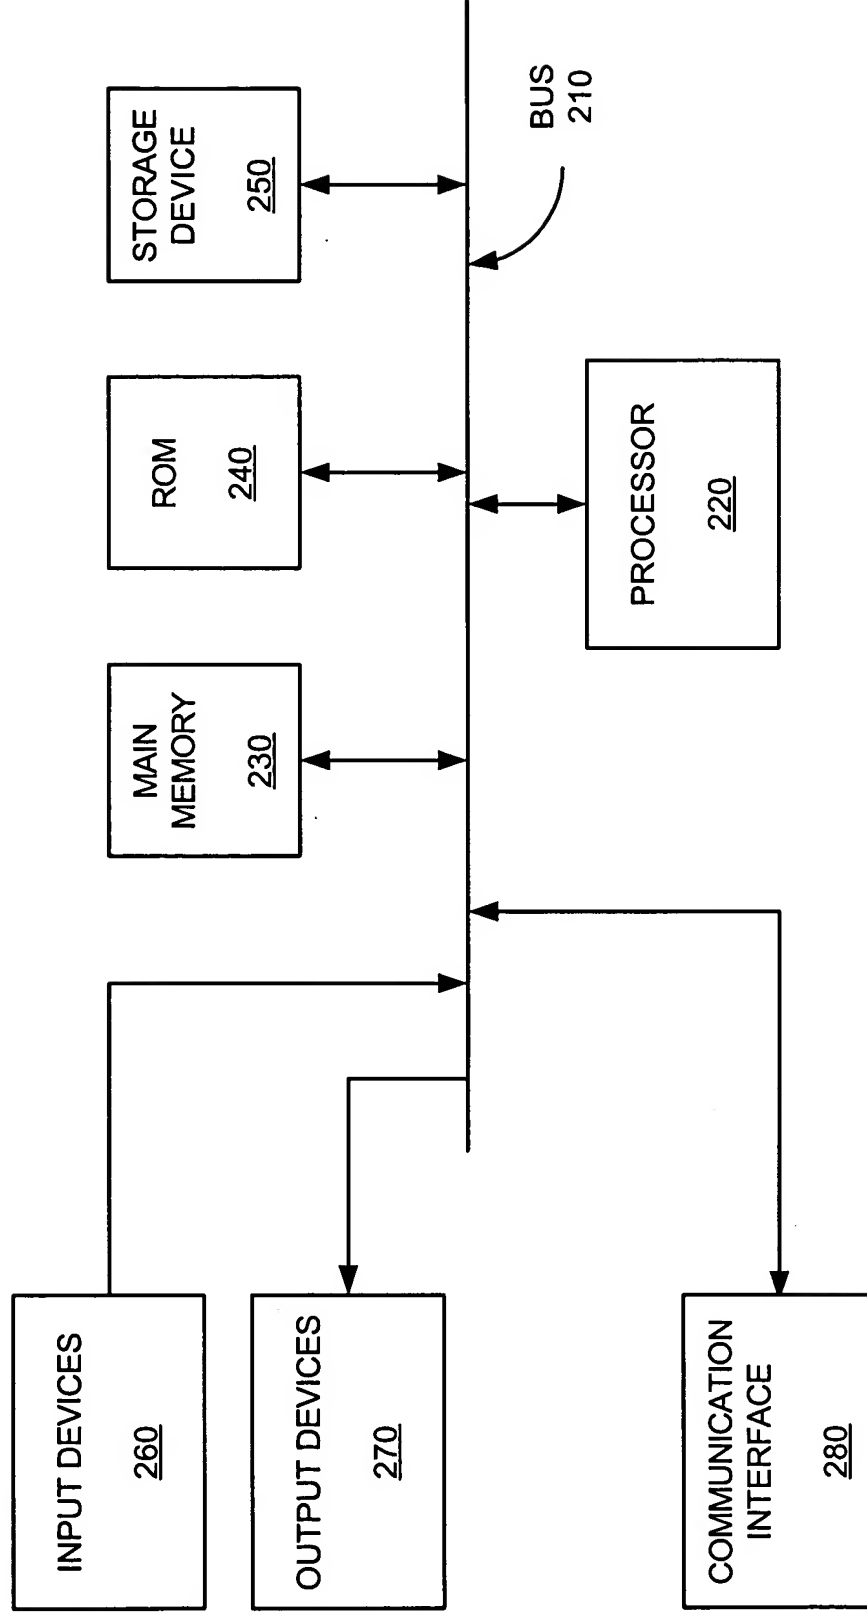 INPUT DEVICES
260
OUTPUT DEVICES
270
COMMUNICATION
INTERFACE
280
MAIN
MEMORY
230
ROM
240
STORAGE
DEVICE
250
PROCESSOR
220
BUS
210